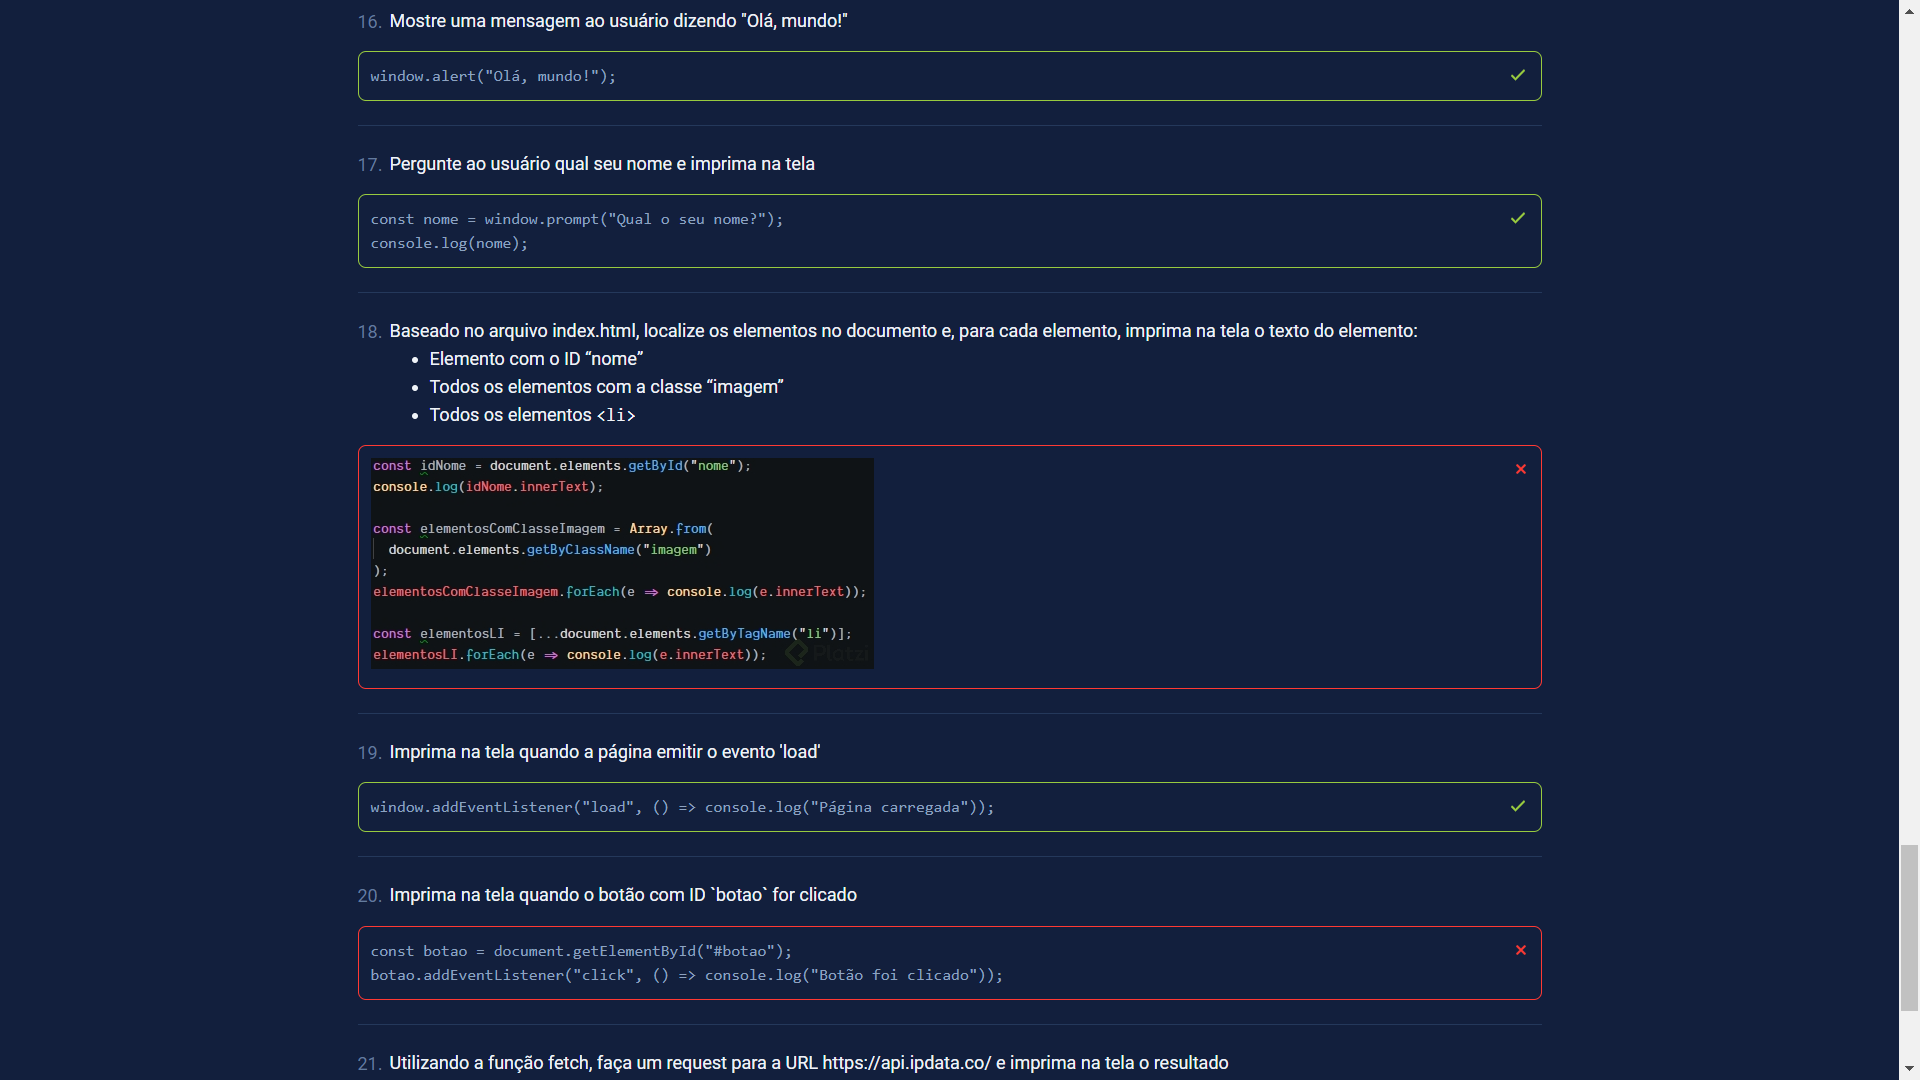 16. Mostre uma mensagem ao usuário dizendo "Olá, mundo!"
window.alert("Olá, mundo!");
17. Pergunte ao usuário qual seu nome e imprima na tela
const nome = window.prompt("Qual o seu nome?");
console.log(nome);
18. Baseado no arquivo index.html, localize os elementos no documento e, para cada elemento, imprima na tela o texto do elemento:
• Elemento com o ID “nome”
• Todos os elementos com a classe “imagem”
• Todos os elementos <li>
const idNome = document.elements.getById("nome");
console.log(idNome.innerText);
const elementosComClasseImagem = Array.from(
document.elements.getByClassName("imagem")
);
elementosComClasseImagem.forEach(e ⇒ console.log(e.innerText));
const elementosLI = [...document.elements.getByTagName("li")];
elementosLI.forEach(e ⇒ console.log(e.innerText));
Platzi
19. Imprima na tela quando a página emitir o evento 'load'
window.addEventListener("load", () => console.log("Página carregada"));
20. Imprima na tela quando o botão com ID `botao` for clicado
const botao = document.getElementById("#botao");
botao.addEventListener("click", () => console.log("Botão foi clicado"));
21. Utilizando a função fetch, faça um request para a URL https://api.ipdata.co/ e imprima na tela o resultado